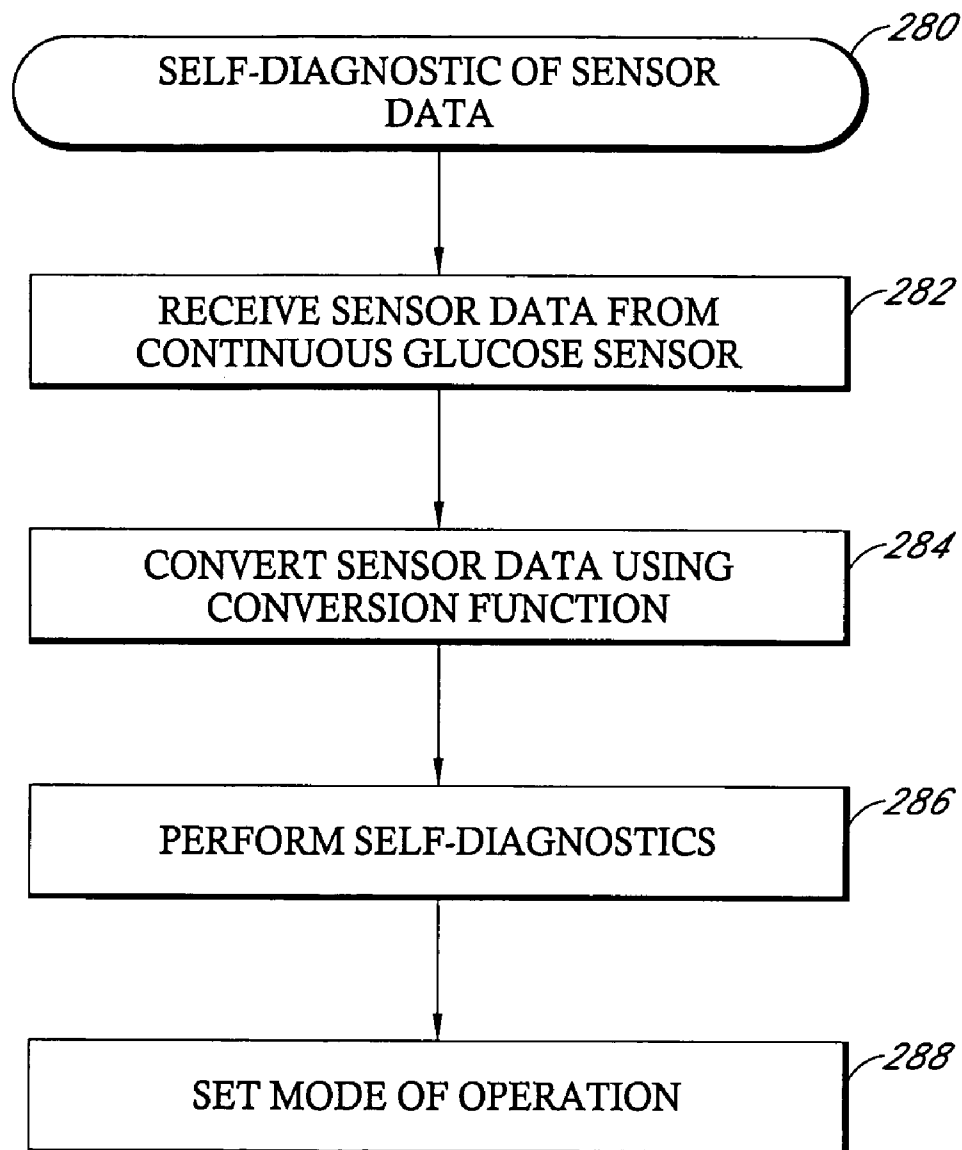 280
SELF-DIAGNOSTIC OF SENSOR
DATA
282
RECEIVE SENSOR DATA FROM
CONTINUOUS GLUCOSE SENSOR
284
CONVERT SENSOR DATA USING
CONVERSION FUNCTION
286
PERFORM SELF-DIAGNOSTICS
288
SET MODE OF OPERATION